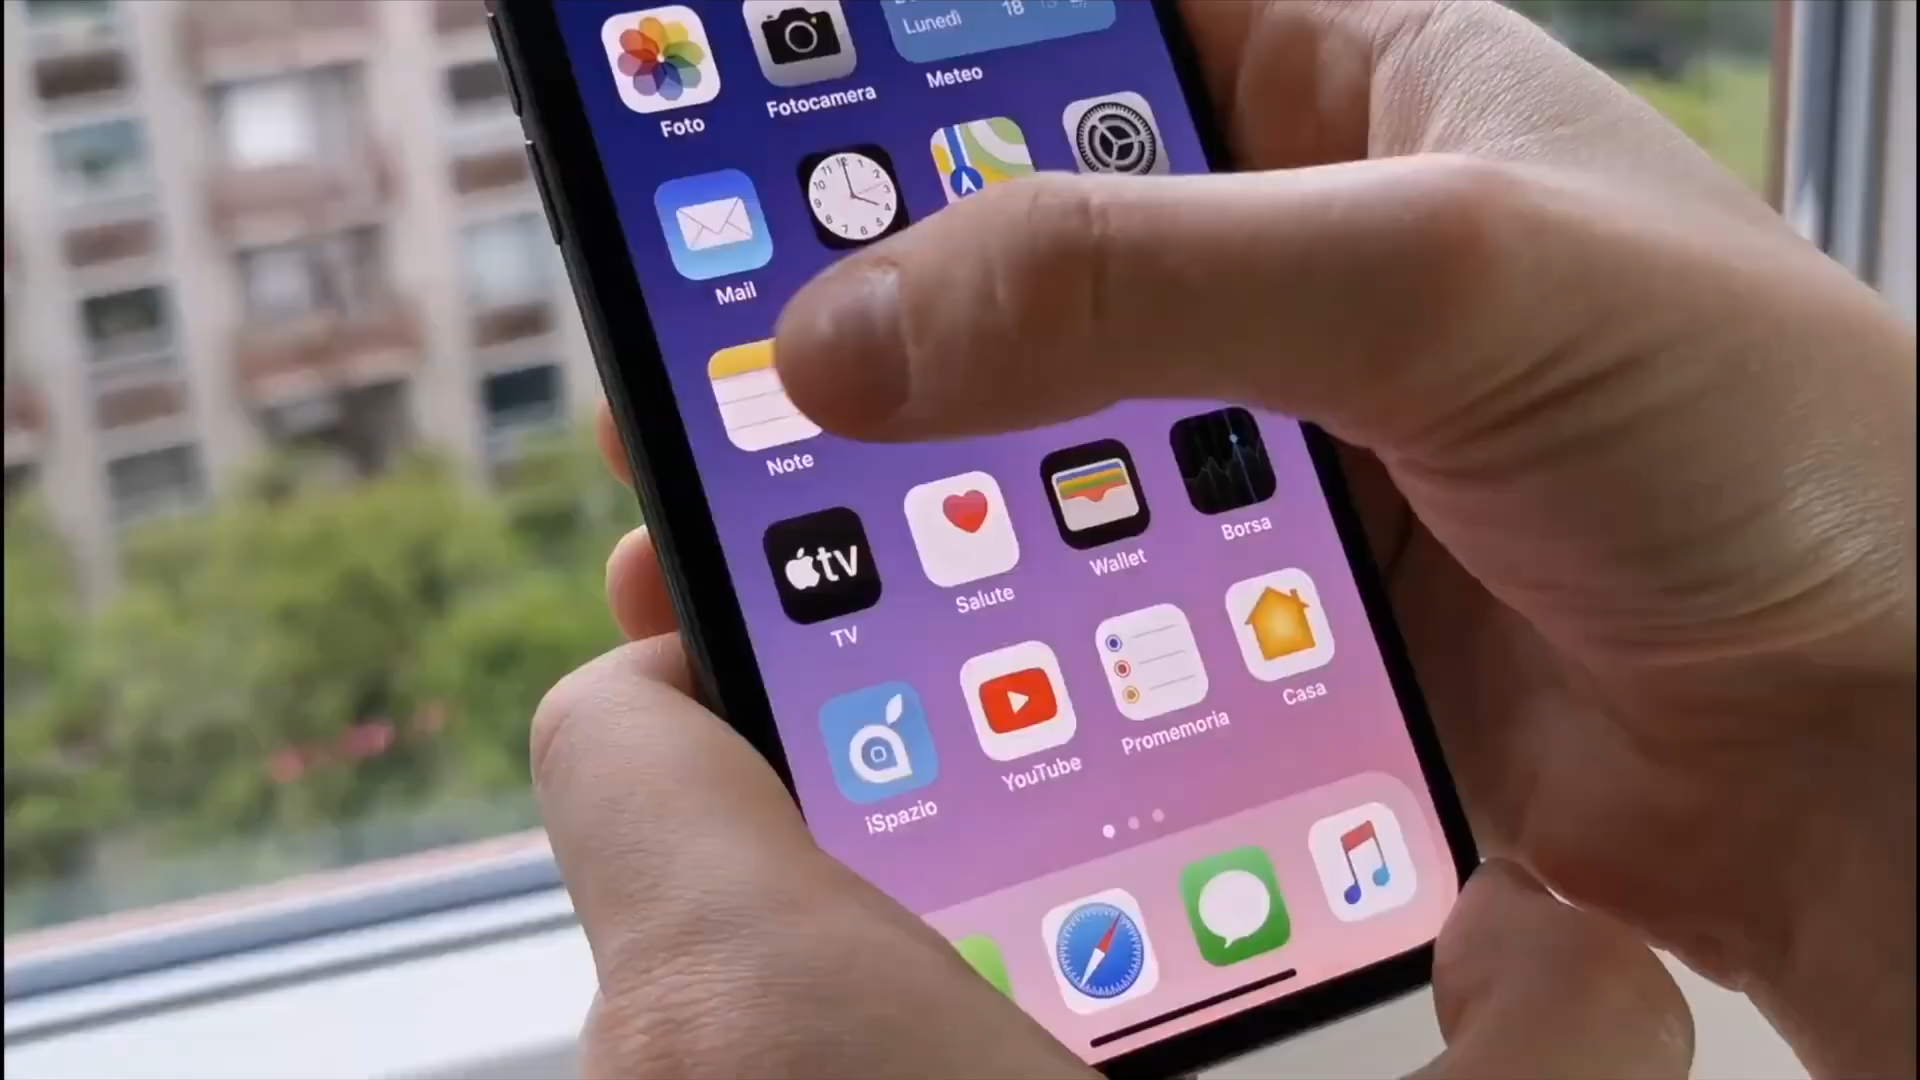 Lunedì 18
Foto
Fotocamera
Meteo
Mail
Note
tv
TV
Salute
Wallet
Borsa
iSpazio
YouTube
Promemoria
Casa